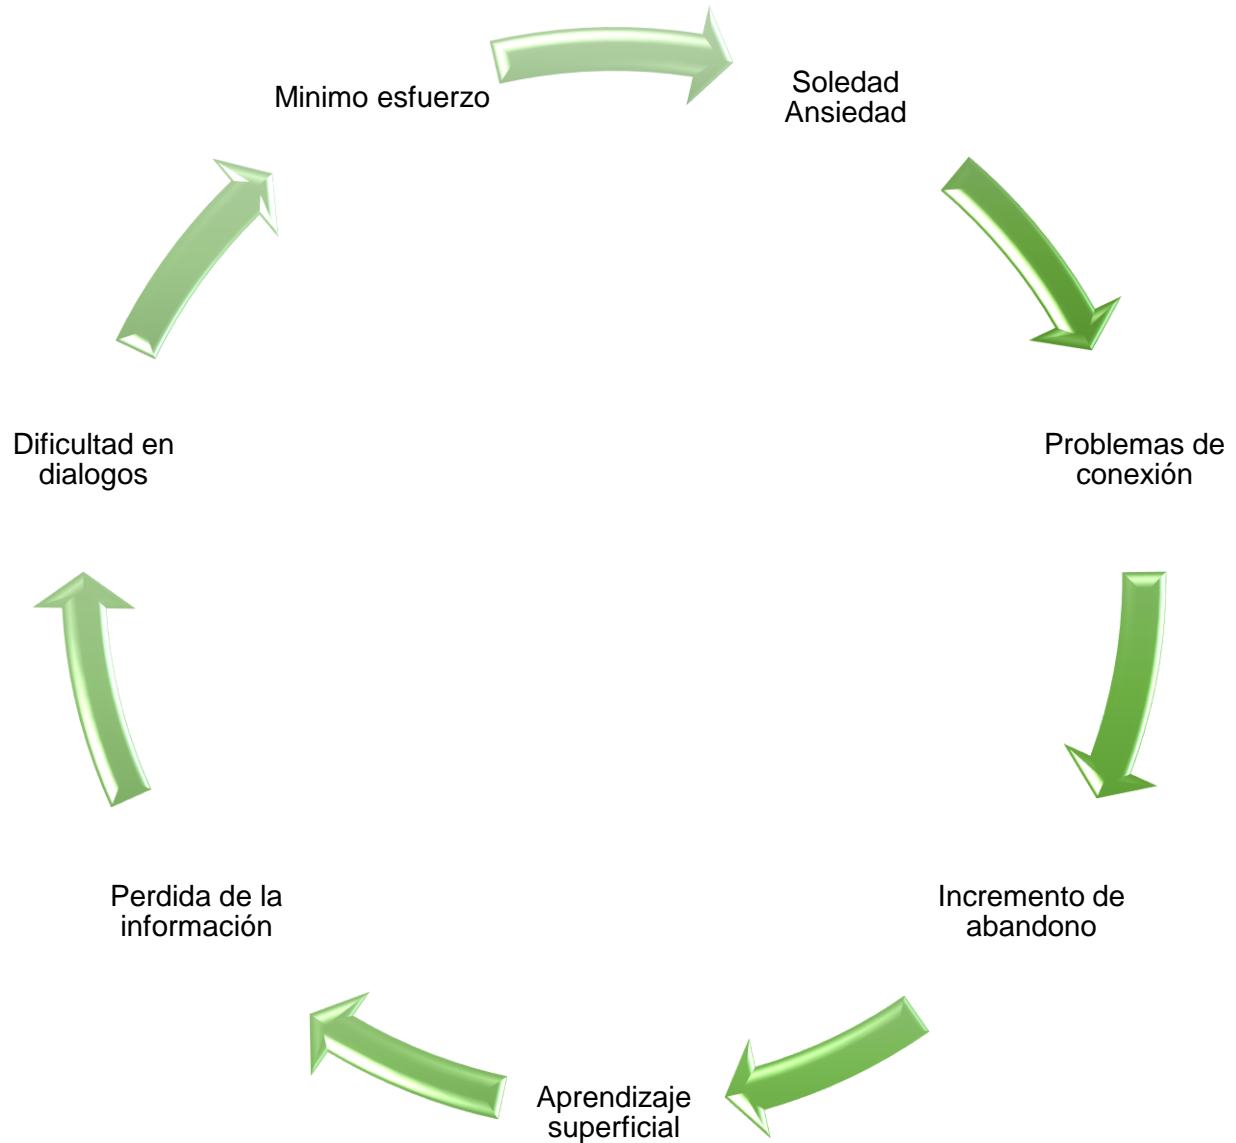 Minimo esfuerzo
Soledad
Ansiedad
Problemas de
conexión
Incremento de
abandono
Aprendizaje
superficial
Perdida de la
información
Dificultad en
dialogos